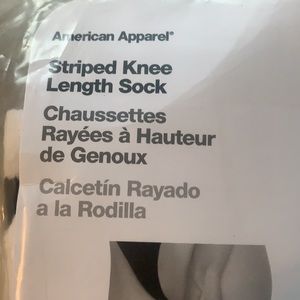 American Apparel®
Striped Knee
Length Sock
Chaussettes
Rayées à Hauteur
de Genoux
Calcetín Rayado
a la Rodilla